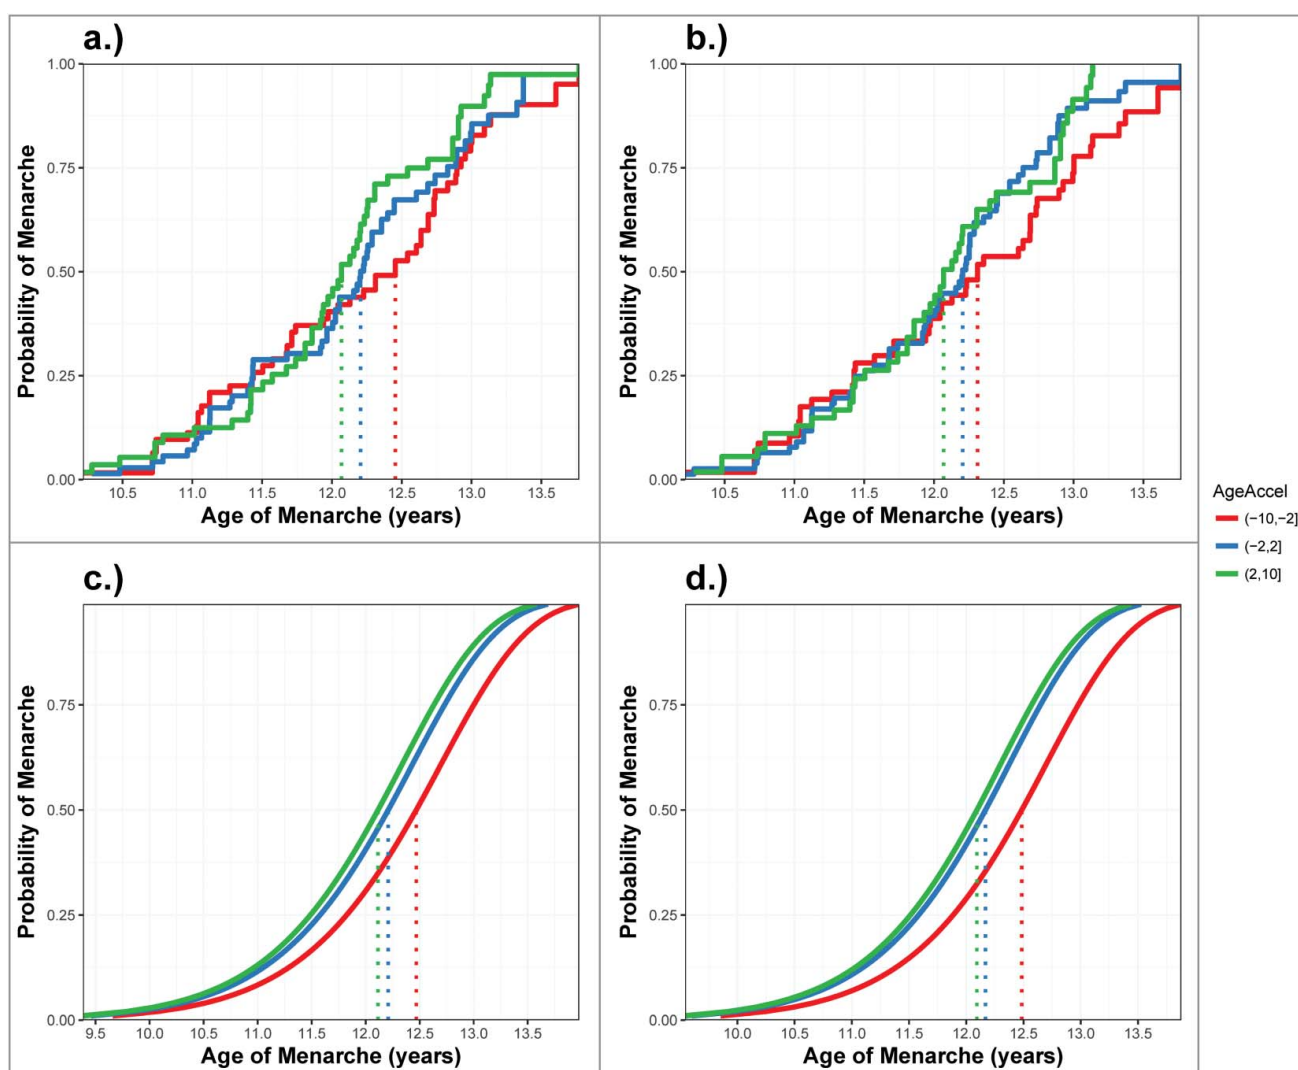 a.)
1.00
0.75
0.50
0.25
0.00
Probability of Menarche
10.5 11.0 11.5 12.0 12.5 13.0 13.5
Age of Menarche (years)
b.)
1.00
0.75
0.50
0.25
0.00
Probability of Menarche
10.5 11.0 11.5 12.0 12.5 13.0 13.5
Age of Menarche (years)
c.)
0.75
0.50
0.25
0.00
Probability of Menarche
9.5 10.0 10.5 11.0 11.5 12.0 12.5 13.0 13.5
Age of Menarche (years)
d.)
0.75
0.50
0.25
0.00
Probability of Menarche
10.0 10.5 11.0 11.5 12.0 12.5 13.0 13.5
Age of Menarche (years)
AgeAccel
(−10,−2]
(−2,2]
(2,10]